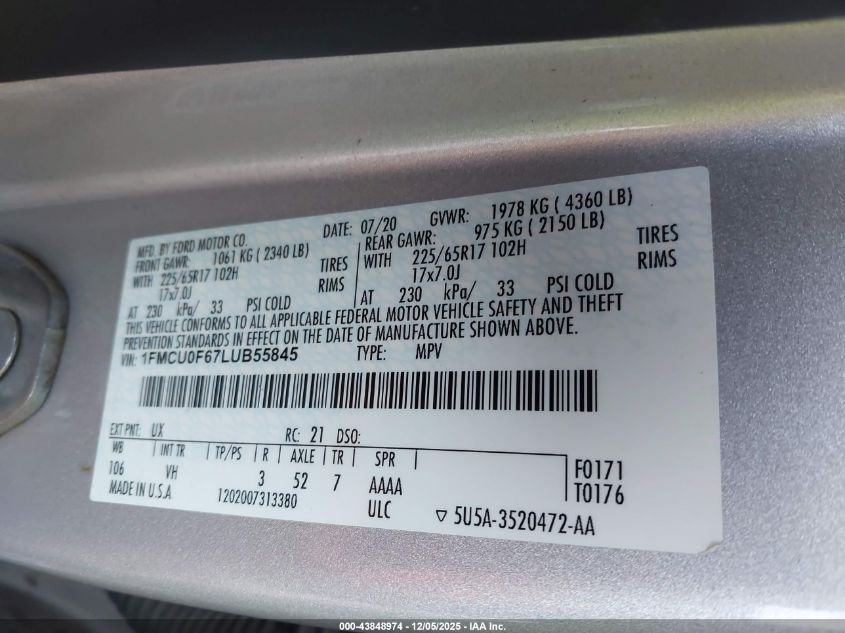 MFD. BY FORD MOTOR CO. DATE: 07/20 GVWR: 1978 KG ( 4360 LB)
FRONT GAWR: 1061 KG ( 2340 LB) REAR GAWR: 975 KG ( 2150 LB)
WITH 225/65R17 102H TIRES WITH 225/65R17 102H TIRES
17x7.0J RIMS 17x7.0J RIMS
AT 230 kPa/ 33 PSI COLD AT 230 kPa/ 33 PSI COLD
THIS VEHICLE CONFORMS TO ALL APPLICABLE FEDERAL MOTOR VEHICLE SAFETY AND THEFT
PREVENTION STANDARDS IN EFFECT ON THE DATE OF MANUFACTURE SHOWN ABOVE.
VIN: 1FMCU0F67LUB55845 TYPE: MPV
EXT PNT: UX RC: 21 DSO:
WB INT TR TP/PS R AXLE TR SPR
106 VH 3 52 7 AAAA F0171
MADE IN U.S.A 1202007313380 ULC T0176
▽ 5U5A-3520472-AA
000-43848974 | 12/05/2025 - IAA Inc.